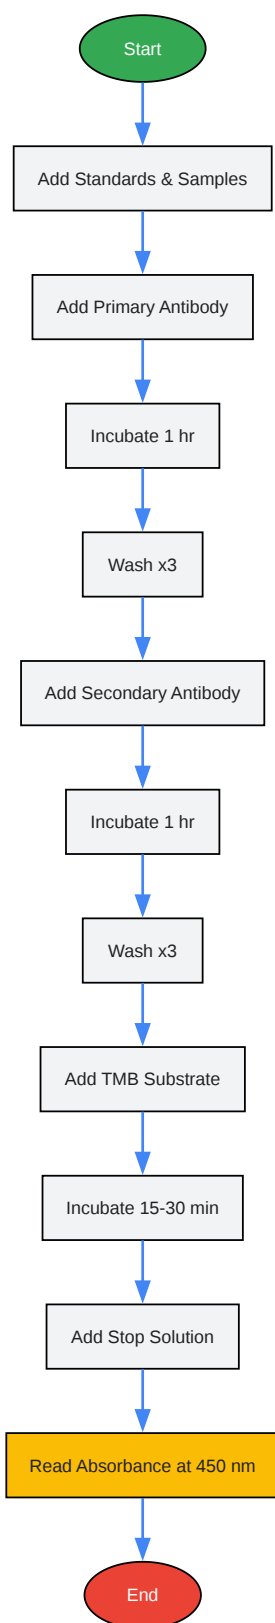 Start
Add Standards & Samples
Add Primary Antibody
Incubate 1 hr
Wash x3
Add Secondary Antibody
Incubate 1 hr
Wash x3
Add TMB Substrate
Incubate 15-30 min
Add Stop Solution
Read Absorbance at 450 nm
End